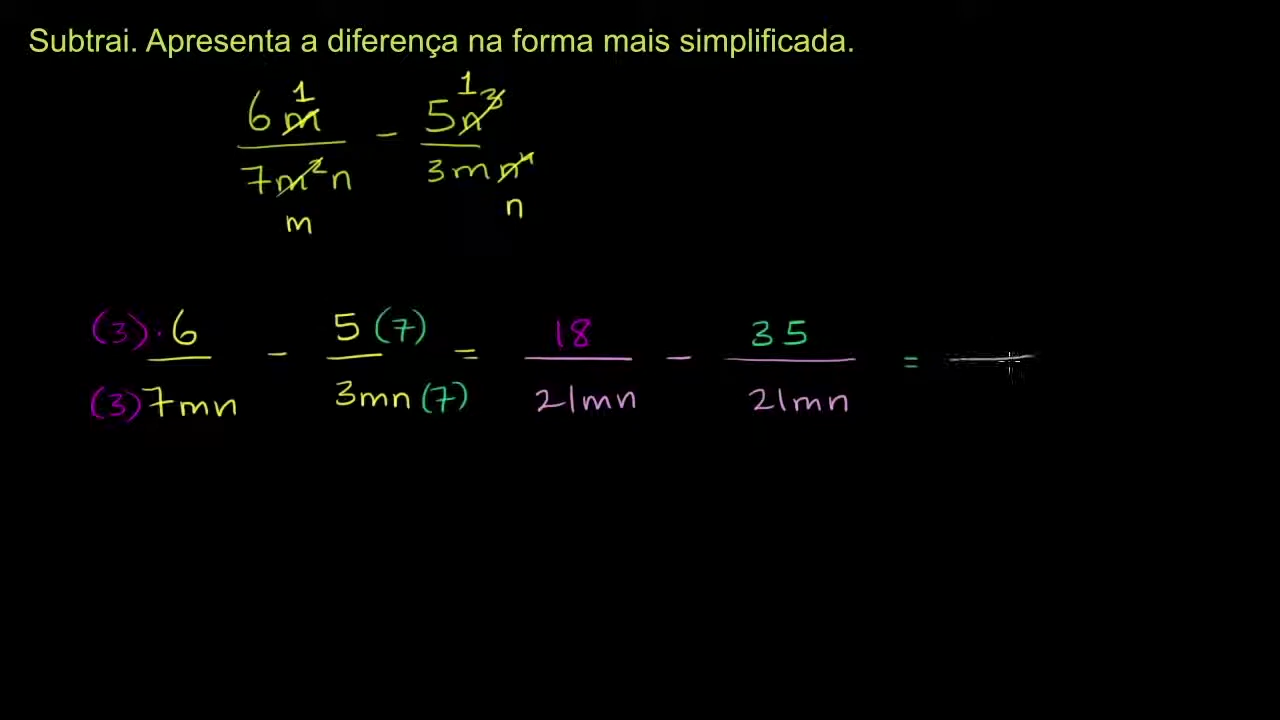 Subtrai. Apresenta a diferença na forma mais simplificada.
1 1
6m - 5n³
7m²n 3mn⁴
m n
(3)·6 - 5(7) = 18 - 35 =
(3)7mn 3mn(7) 21mn 21mn